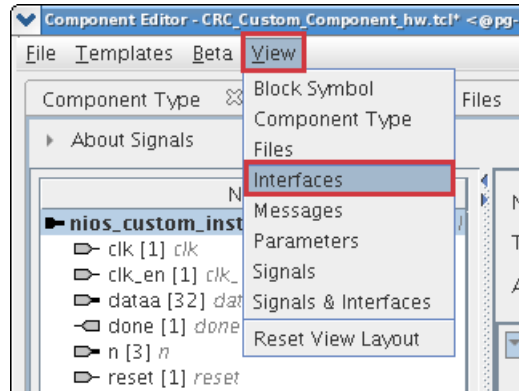 Component Editor - CRC_Custom_Component_hw.tcl* <@pg-
File Templates Beta View
Component Type Files
About Signals
Block Symbol
Component Type
Files
Interfaces
Messages
Parameters
Signals
Signals & Interfaces
Reset View Layout
N
nios_custom_inst
clk [1] clk
clk_en [1] clk_
dataa [32] dat
done [1] done
n [3] n
reset [1] reset